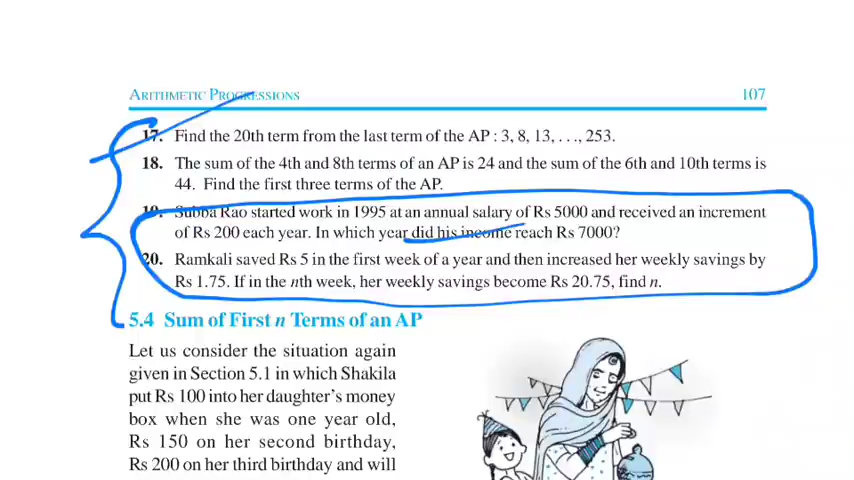 ARITHMETIC PROGRESSIONS 107
17. Find the 20th term from the last term of the AP : 3, 8, 13, . . ., 253.
18. The sum of the 4th and 8th terms of an AP is 24 and the sum of the 6th and 10th terms is
44. Find the first three terms of the AP.
19. Subba Rao started work in 1995 at an annual salary of Rs 5000 and received an increment
of Rs 200 each year. In which year did his income reach Rs 7000?
20. Ramkali saved Rs 5 in the first week of a year and then increased her weekly savings by
Rs 1.75. If in the nth week, her weekly savings become Rs 20.75, find n.
5.4 Sum of First n Terms of an AP
Let us consider the situation again
given in Section 5.1 in which Shakila
put Rs 100 into her daughter's money
box when she was one year old,
Rs 150 on her second birthday,
Rs 200 on her third birthday and will